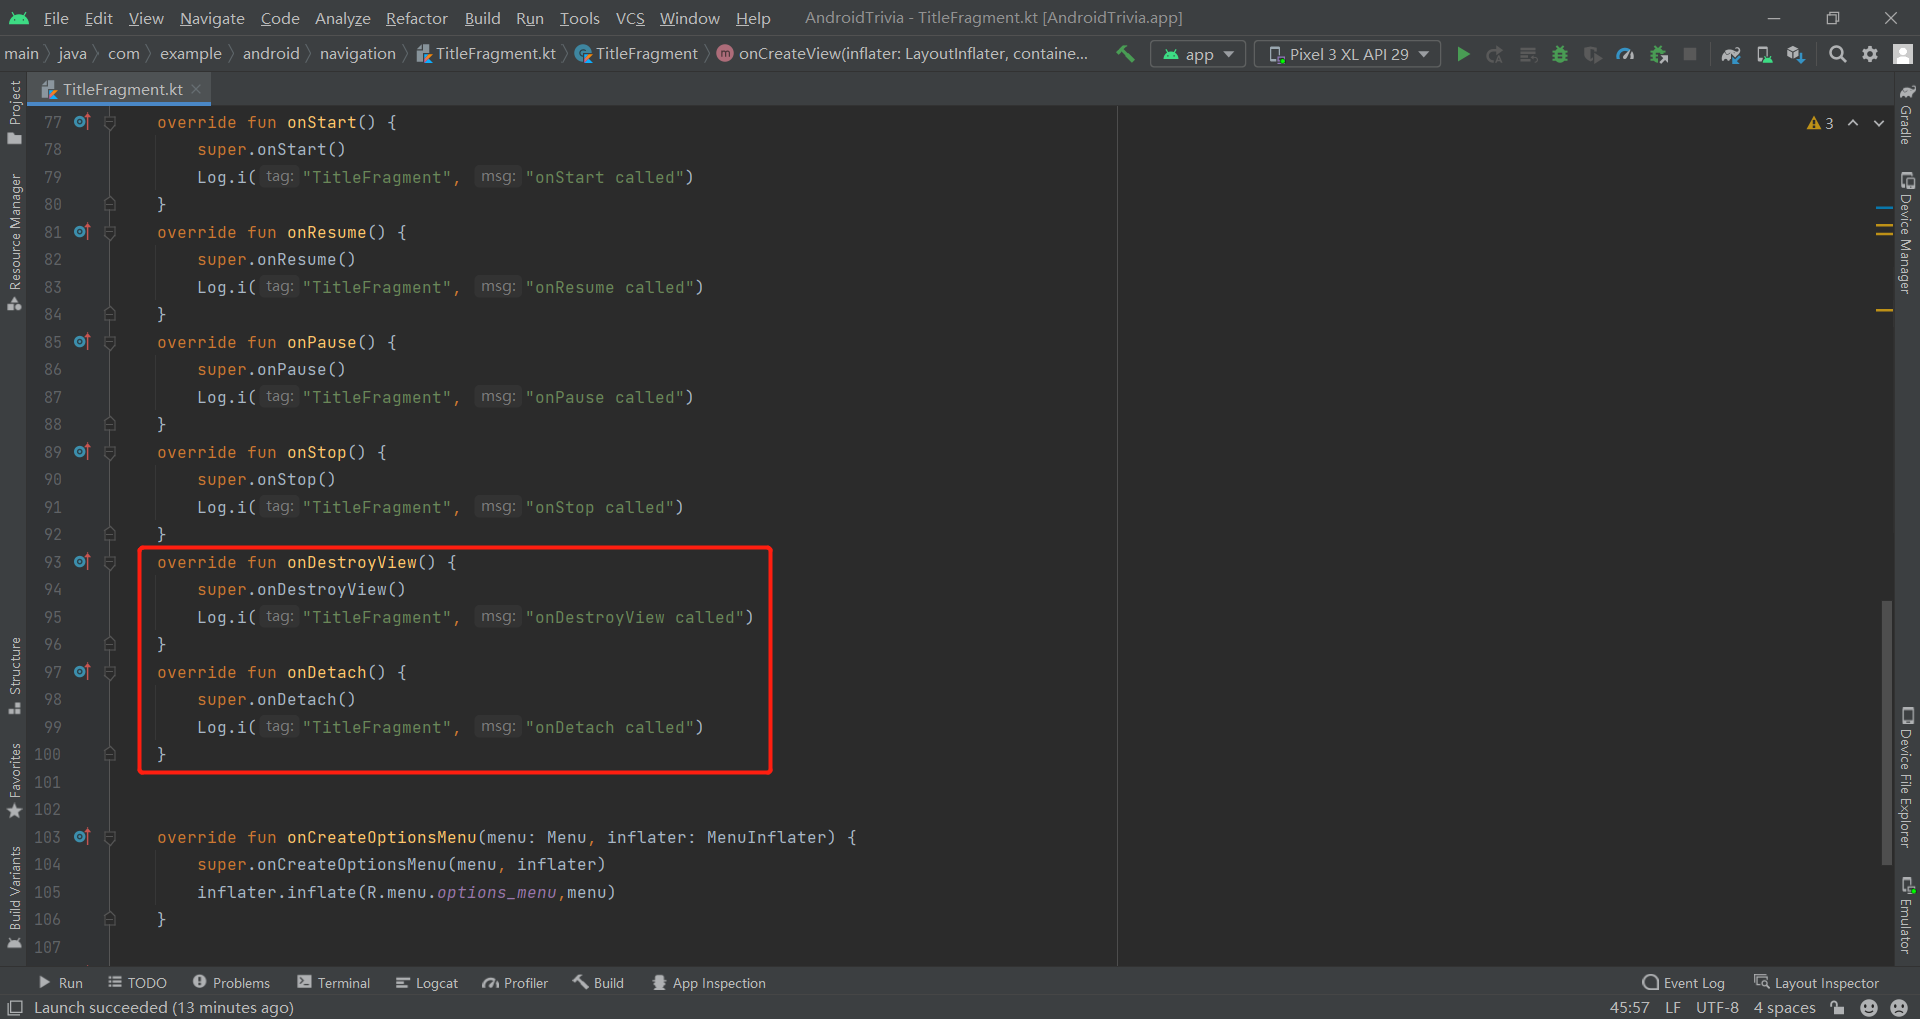 File Edit View Navigate Code Analyze Refactor Build Run Tools VCS Window Help AndroidTrivia - TitleFragment.kt [AndroidTrivia.app]
main java com example android navigation TitleFragment.kt TitleFragment onCreateView(inflater: LayoutInflater, containe... app Pixel 3 XL API 29
TitleFragment.kt
Project
Resource Manager
Structure
Favorites
Build Variants
77 override fun onStart() {
78 super.onStart()
79 Log.i( tag: "TitleFragment", msg: "onStart called")
80 }
81 override fun onResume() {
82 super.onResume()
83 Log.i( tag: "TitleFragment", msg: "onResume called")
84 }
85 override fun onPause() {
86 super.onPause()
87 Log.i( tag: "TitleFragment", msg: "onPause called")
88 }
89 override fun onStop() {
90 super.onStop()
91 Log.i( tag: "TitleFragment", msg: "onStop called")
92 }
93 override fun onDestroyView() {
94 super.onDestroyView()
95 Log.i( tag: "TitleFragment", msg: "onDestroyView called")
96 }
97 override fun onDetach() {
98 super.onDetach()
99 Log.i( tag: "TitleFragment", msg: "onDetach called")
100 }
101
102
103 override fun onCreateOptionsMenu(menu: Menu, inflater: MenuInflater) {
104 super.onCreateOptionsMenu(menu, inflater)
105 inflater.inflate(R.menu.options_menu,menu)
106 }
107
3
Gradle
Device Manager
Device File Explorer
Emulator
Run TODO Problems Terminal Logcat Profiler Build App Inspection Event Log Layout Inspector
Launch succeeded (13 minutes ago) 45:57 LF UTF-8 4 spaces